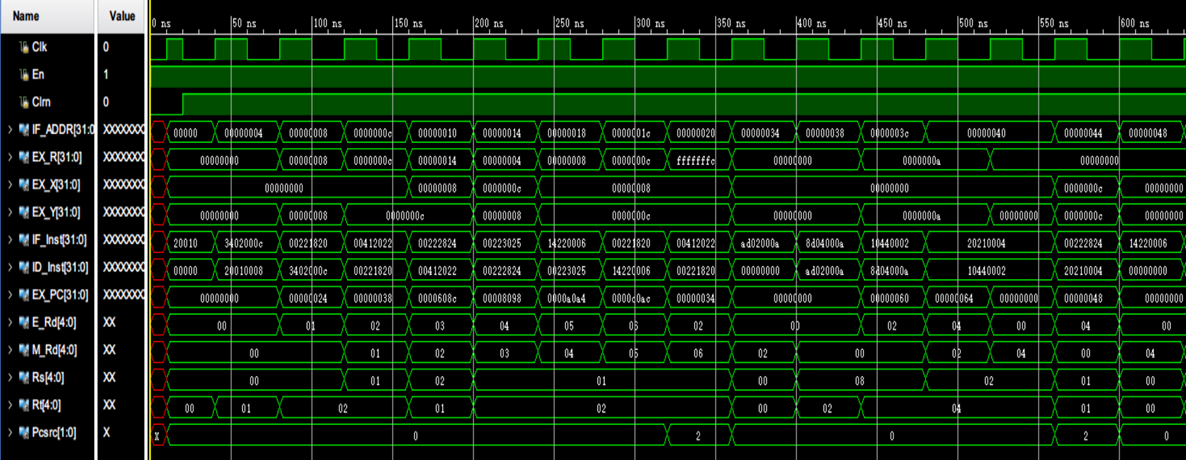 Name Value 0 ns 50 ns 100 ns 150 ns 200 ns 250 ns 300 ns 350 ns 400 ns 450 ns 500 ns 550 ns 600 ns
Clk 0
En 1
Clrn 0
IF_ADDR[31:0 XXXXXXX 00000 00000004 00000008 0000000c 00000010 00000014 00000018 0000001c 00000020 00000034 00000038 0000003c 00000040 00000044 00000048
EX_R[31:0] XXXXXXX 00000000 00000008 0000000c 00000014 00000004 00000008 0000000c fffffffc 00000000 0000000a 00000000
EX_X[31:0] XXXXXXX 00000000 00000008 0000000c 00000008 00000000 0000000c 00000000
EX_Y[31:0] XXXXXXX 00000000 00000008 0000000c 00000008 0000000c 00000000 0000000a 00000000 0000000c 00000000
IF_Inst[31:0] XXXXXXX 20010 3402000c 00221820 00412022 00222824 00223025 14220006 00221820 00412022 ad02000a 8d04000a 10440002 20210004 00222824 14220006
ID_Inst[31:0] XXXXXXX 00000 20010008 3402000c 00221820 00412022 00222824 00223025 14220006 00221820 00000000 ad02000a 8d04000a 10440002 20210004 00000000
EX_PC[31:0] XXXXXXX 00000000 00000024 00000038 0000608c 00008098 0000a0a4 0000c0ac 00000034 00000000 00000060 00000064 00000000 00000048 00000000
E_Rd[4:0] XX 00 01 02 03 04 05 06 02 00 02 04 00 04 00
M_Rd[4:0] XX 00 01 02 03 04 05 06 02 00 02 04 00 04
Rs[4:0] XX 00 01 02 01 00 08 02 01 00
Rt[4:0] XX 00 01 02 01 02 00 02 04 01 00
Pcsrc[1:0] X X 0 2 0 2 0